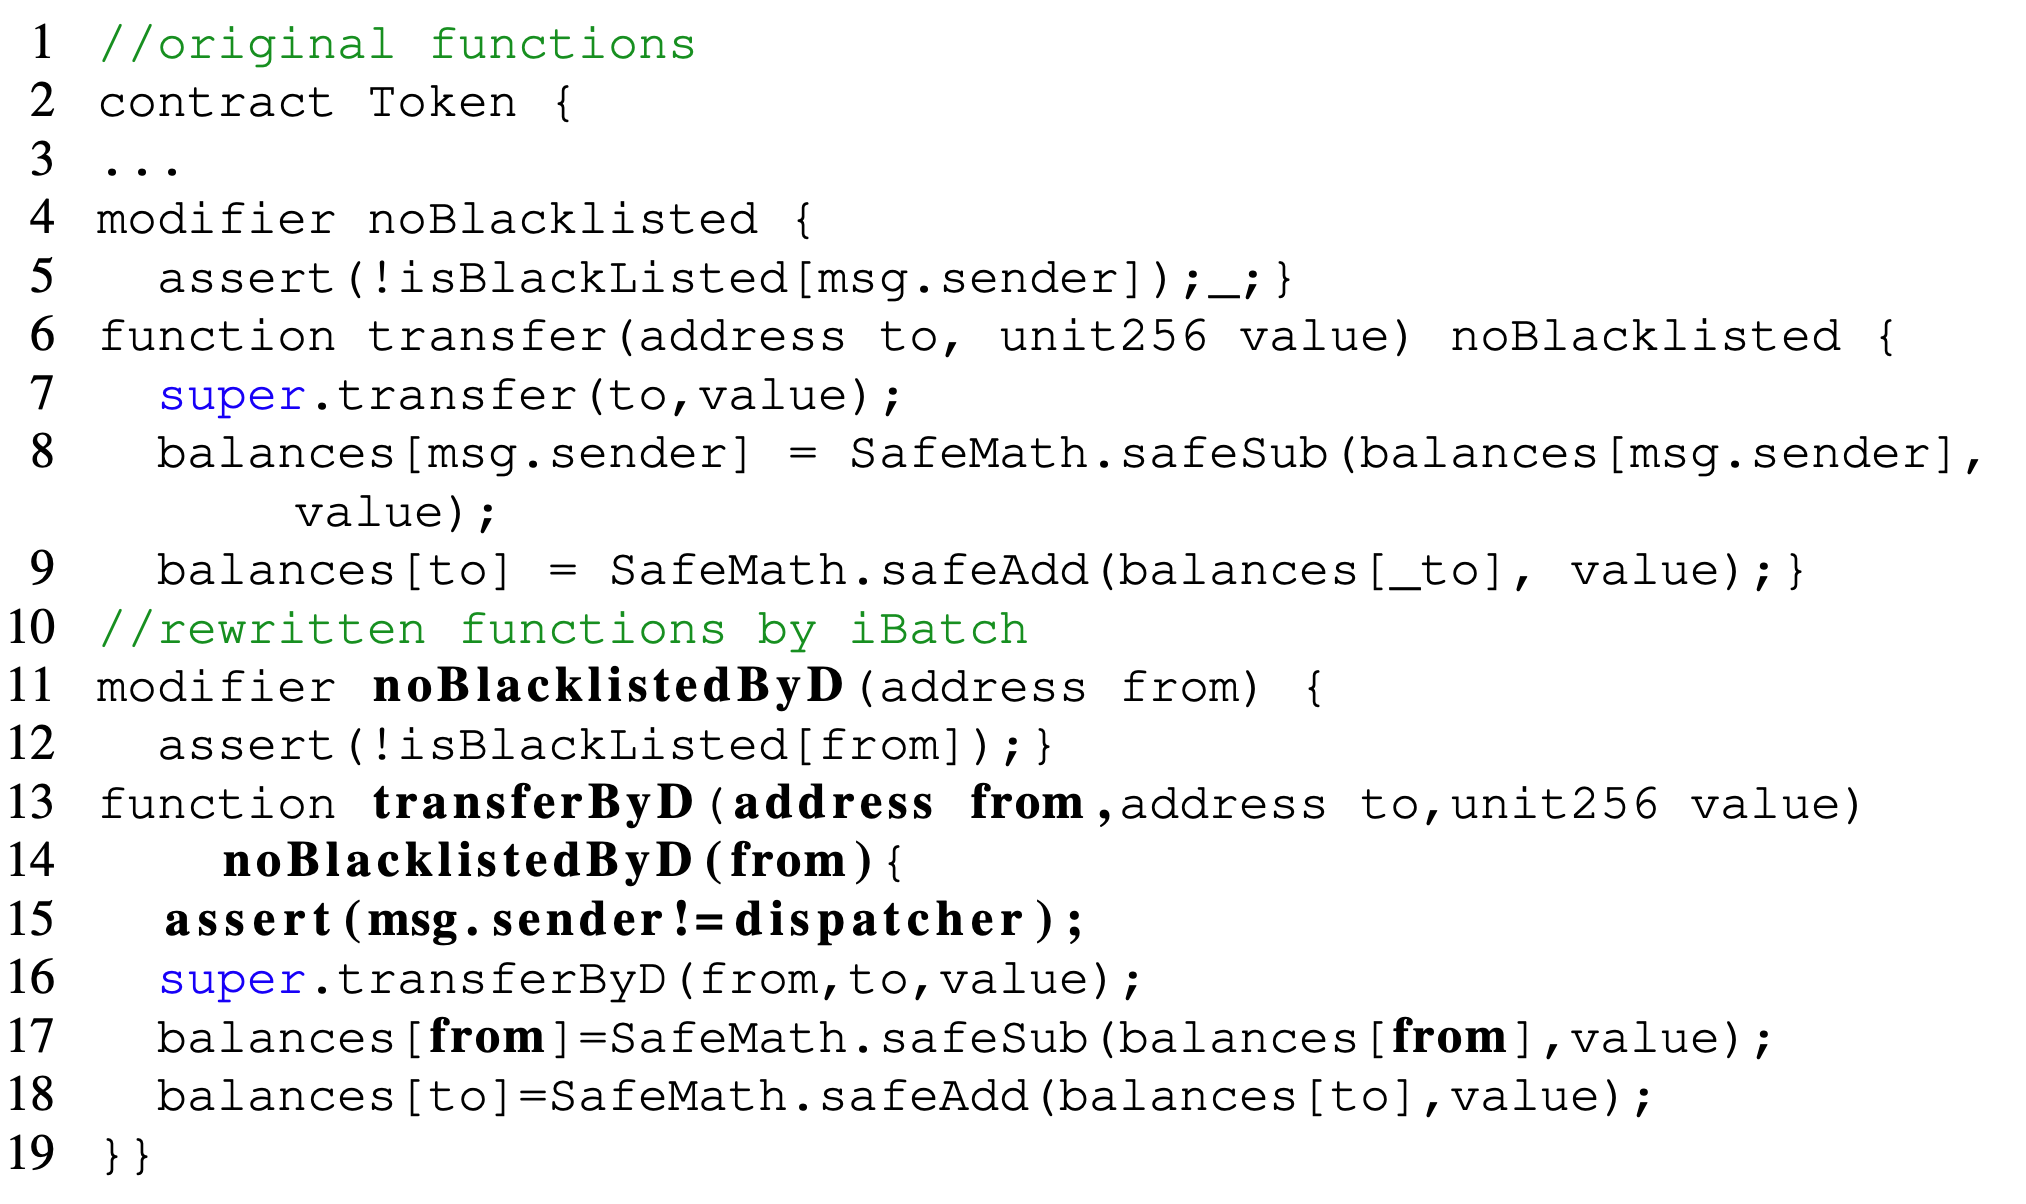 1 //original functions
2 contract Token {
3 ...
4 modifier noBlacklisted {
5 assert(!isBlackListed[msg.sender]);_;}
6 function transfer(address to, unit256 value) noBlacklisted {
7 super.transfer(to,value);
8 balances[msg.sender] = SafeMath.safeSub(balances[msg.sender],
value);
9 balances[to] = SafeMath.safeAdd(balances[_to], value);}
10 //rewritten functions by iBatch
11 modifier noBlacklistedByD(address from) {
12 assert(!isBlackListed[from]);}
13 function transferByD(address from,address to,unit256 value)
14 noBlacklistedByD(from){
15 assert(msg.sender!=dispatcher);
16 super.transferByD(from,to,value);
17 balances[from]=SafeMath.safeSub(balances[from],value);
18 balances[to]=SafeMath.safeAdd(balances[to],value);
19 }}